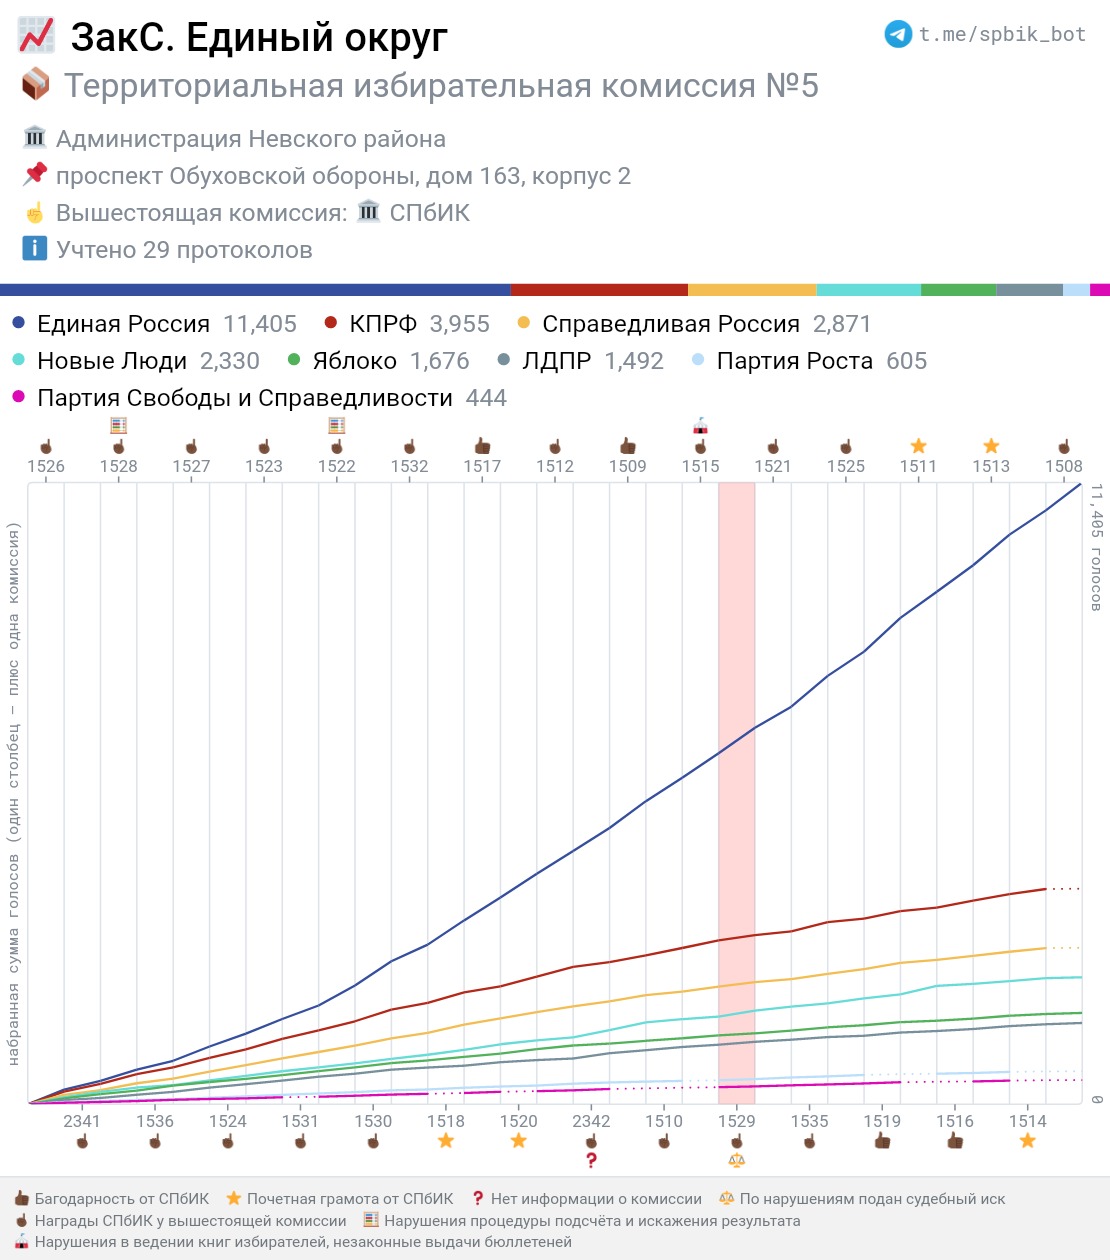 ЗакС. Единый округ
t.me/spbik_bot
Территориальная избирательная комиссия №5
Администрация Невского района
проспект Обуховской обороны, дом 163, корпус 2
Вышестоящая комиссия: СПбИК
Учтено 29 протоколов
Единая Россия 11,405 КПРФ 3,955 Справедливая Россия 2,871
Новые Люди 2,330 Яблоко 1,676 ЛДПР 1,492 Партия Роста 605
Партия Свободы и Справедливости 444
1526 1528 1527 1523 1522 1532 1517 1512 1509 1515 1521 1525 1511 1513 1508
11,405 голосов
набранная сумма голосов (один столбец — плюс одна комиссия)
0
2341 1536 1524 1531 1530 1518 1520 2342 1510 1529 1535 1519 1516 1514
Багодарность от СПбИК Почетная грамота от СПбИК Нет информации о комиссии По нарушениям подан судебный иск
Награды СПбИК у вышестоящей комиссии Нарушения процедуры подсчёта и искажения результата
Нарушения в ведении книг избирателей, незаконные выдачи бюллетеней